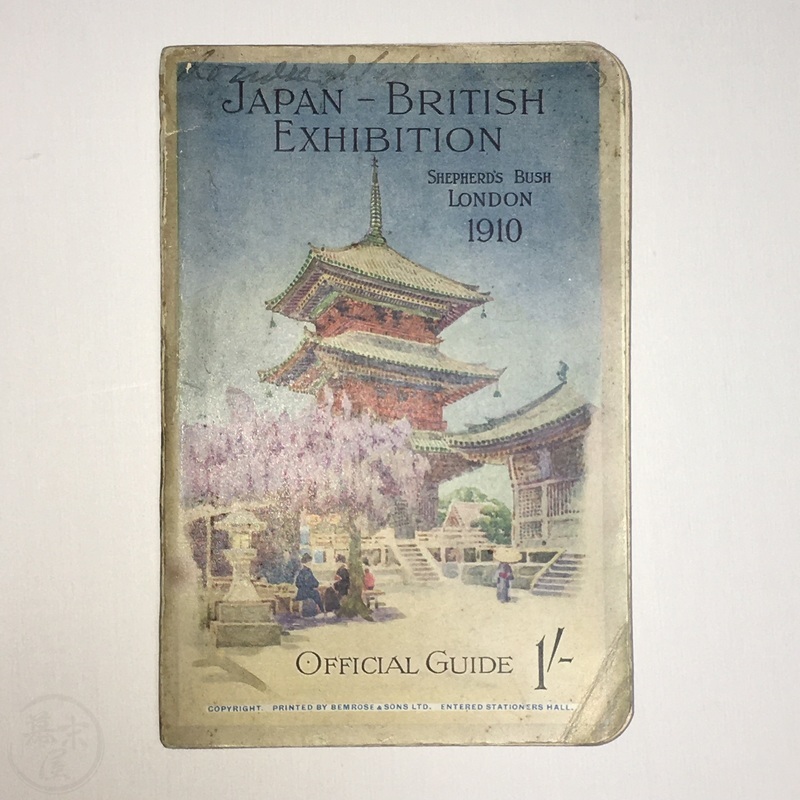 JAPAN – BRITISH
EXHIBITION
SHEPHERD'S BUSH
LONDON
1910
OFFICIAL GUIDE 1/-
COPYRIGHT. PRINTED BY BEMROSE & SONS LTD. ENTERED STATIONERS HALL.